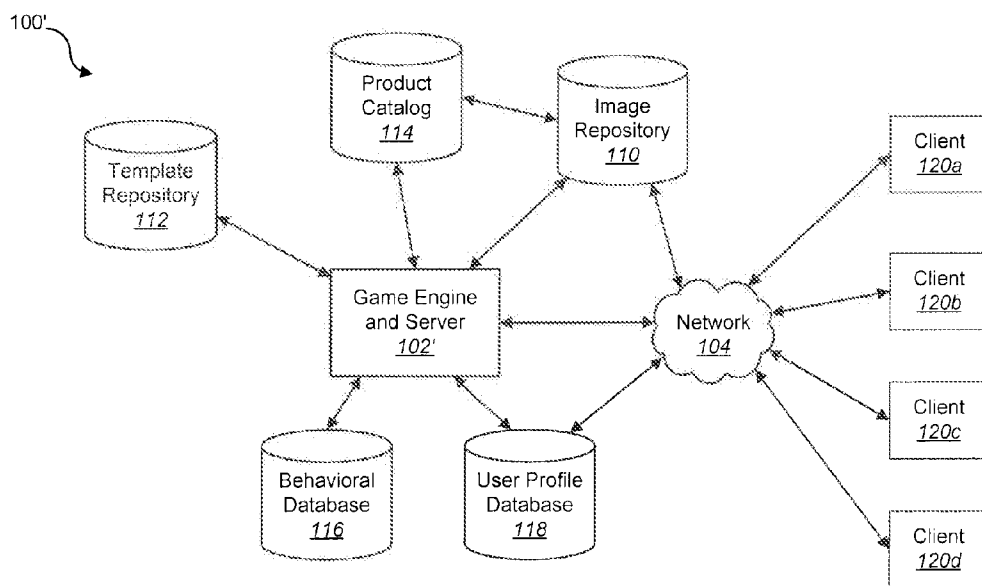 100'
Product
Catalog
114
Image
Repository
110
Template
Repository
112
Client
120a
Game Engine
and Server
102'
Network
104
Client
120b
Client
120c
Behavioral
Database
116
User Profile
Database
118
Client
120d